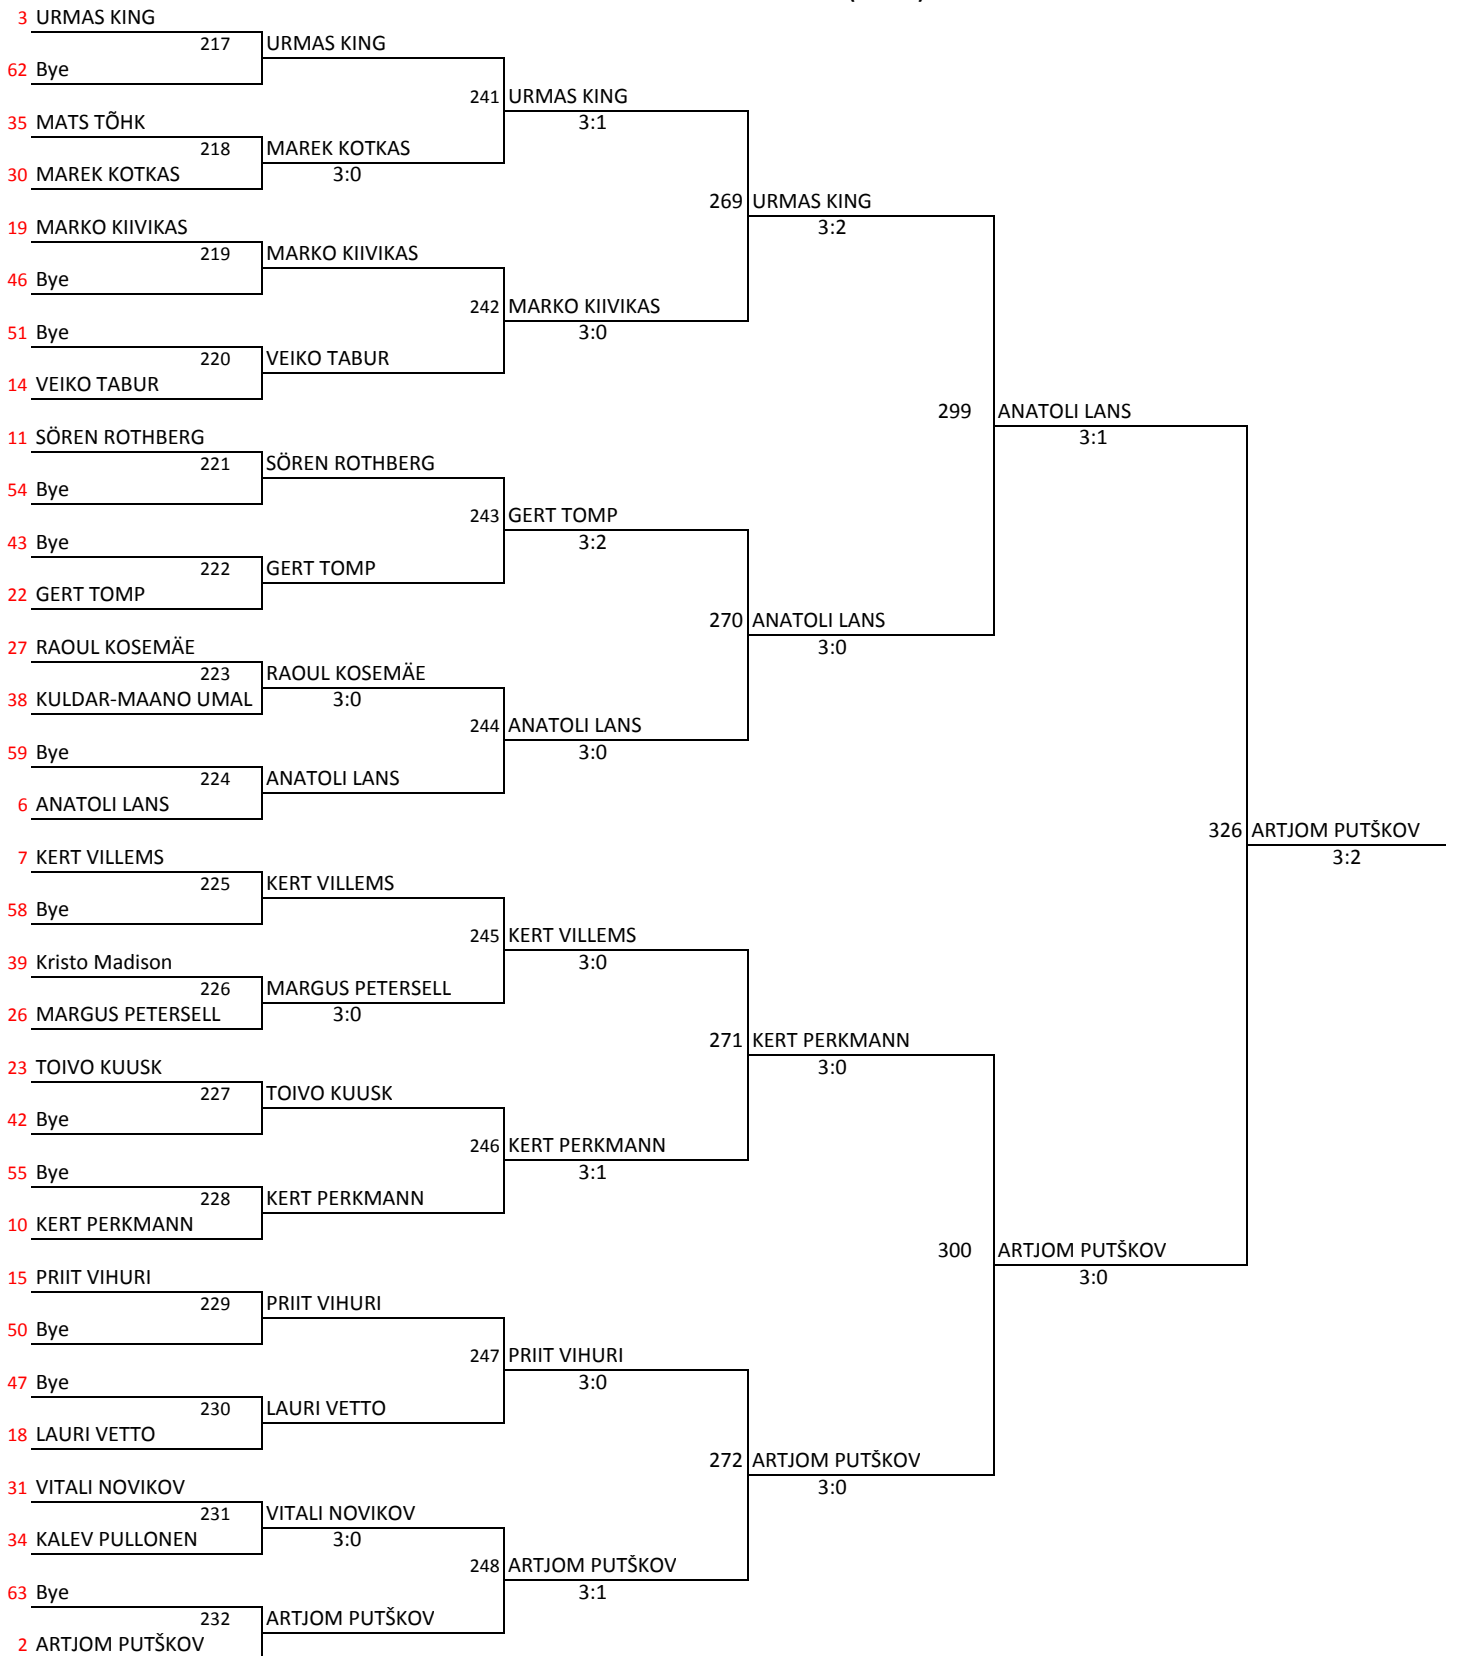 3 URMAS KING
217 URMAS KING
62 Bye
241 URMAS KING
35 MATS TÕHK
3:1
218 MAREK KOTKAS
30 MAREK KOTKAS
3:0
269 URMAS KING
19 MARKO KIIVIKAS
3:2
219 MARKO KIIVIKAS
46 Bye
242 MARKO KIIVIKAS
51 Bye
3:0
220 VEIKO TABUR
14 VEIKO TABUR
299 ANATOLI LANS
11 SÖREN ROTHBERG
3:1
221 SÖREN ROTHBERG
54 Bye
243 GERT TOMP
43 Bye
3:2
222 GERT TOMP
22 GERT TOMP
270 ANATOLI LANS
27 RAOUL KOSEMÄE
3:0
223 RAOUL KOSEMÄE
38 KULDAR-MAANO UMAL
3:0
244 ANATOLI LANS
59 Bye
3:0
224 ANATOLI LANS
6 ANATOLI LANS
326 ARTJOM PUTŠKOV
7 KERT VILLEMS
3:2
225 KERT VILLEMS
58 Bye
245 KERT VILLEMS
39 Kristo Madison
3:0
226 MARGUS PETERSELL
26 MARGUS PETERSELL
3:0
271 KERT PERKMANN
23 TOIVO KUUSK
3:0
227 TOIVO KUUSK
42 Bye
246 KERT PERKMANN
55 Bye
3:1
228 KERT PERKMANN
10 KERT PERKMANN
300 ARTJOM PUTŠKOV
15 PRIIT VIHURI
3:0
229 PRIIT VIHURI
50 Bye
247 PRIIT VIHURI
47 Bye
3:0
230 LAURI VETTO
18 LAURI VETTO
272 ARTJOM PUTŠKOV
31 VITALI NOVIKOV
3:0
231 VITALI NOVIKOV
34 KALEV PULLONEN
3:0
248 ARTJOM PUTŠKOV
63 Bye
3:1
232 ARTJOM PUTŠKOV
2 ARTJOM PUTŠKOV